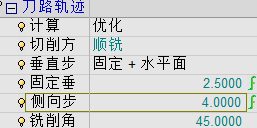 刀路轨迹
计算 优化
切削方 顺铣
垂直步 固定 + 水平面
固定垂 2.5000 f
侧向步 4.0000 f
铣削角 45.0000